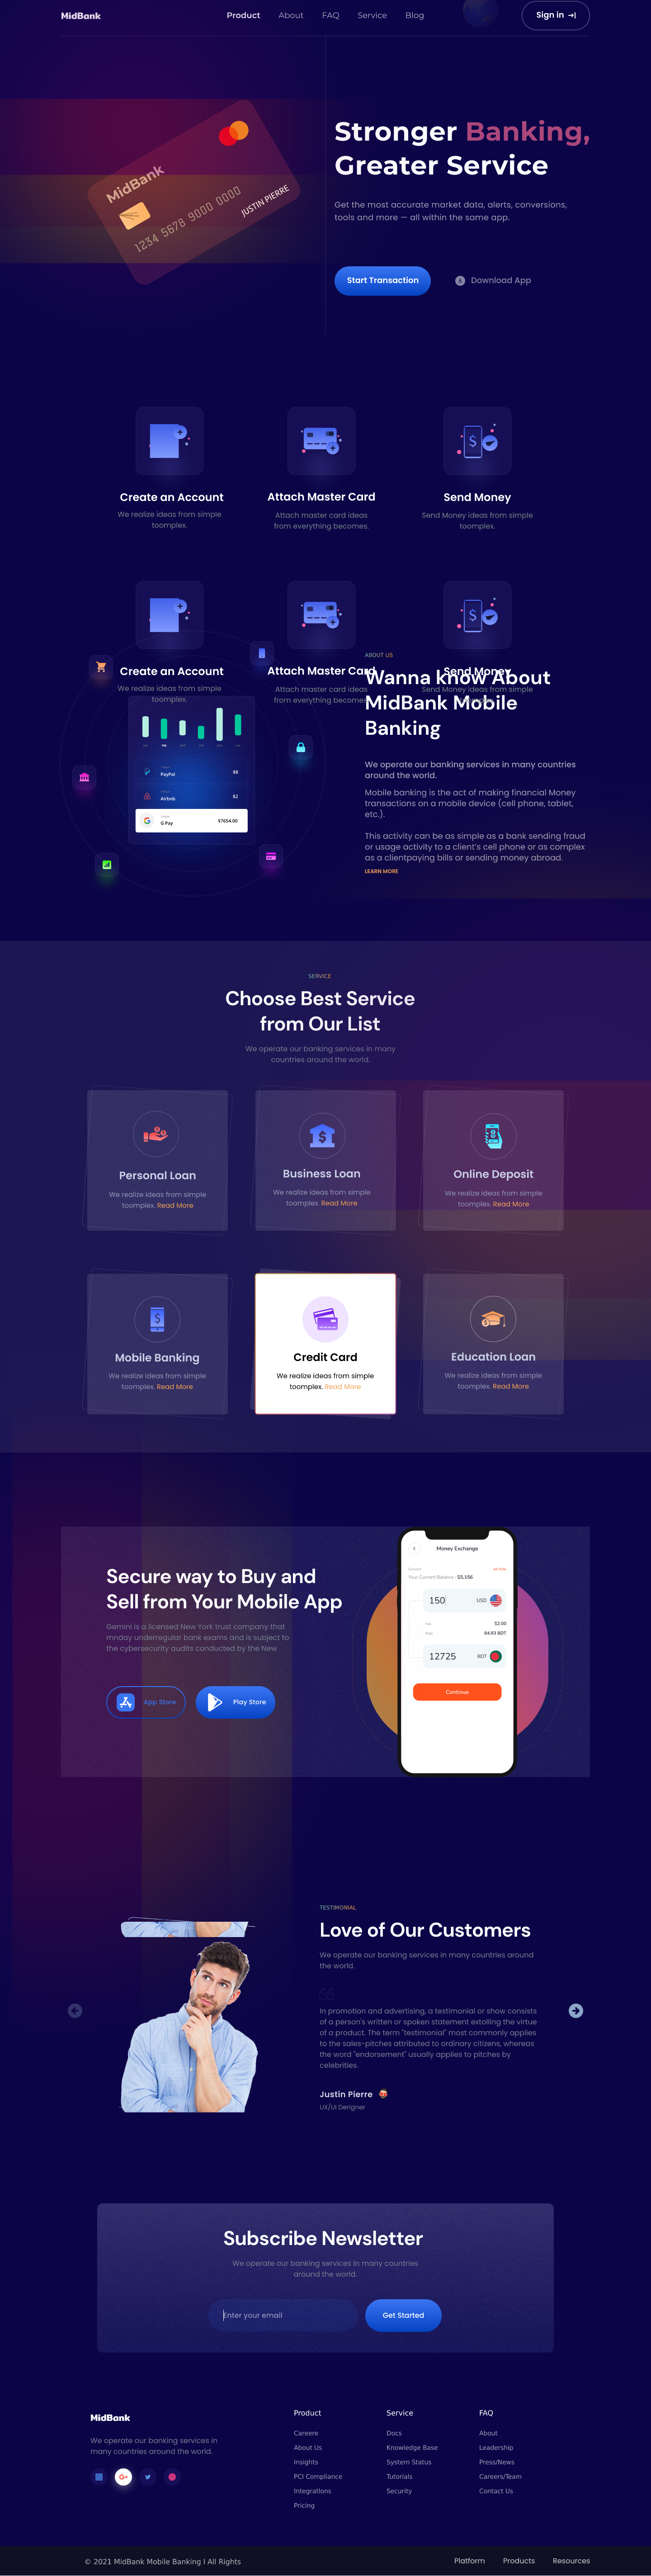 MidBank
Product
About
FAQ
Service
Blog
Sign in
Stronger Banking,
Greater Service
Get the most accurate market data, alerts, conversions,
tools and more — all within the same app.
Start Transaction
Download App
MidBank
1234 5678 9000 0000
JUSTIN PIERRE
Create an Account
We realize ideas from simple
toomplex.
Attach Master Card
Attach master card ideas
from everything becomes.
Send Money
Send Money ideas from simple
toomplex.
Create an Account
We realize ideas from simple
toomplex.
Attach Master Card
Attach master card ideas
from everything becomes.
Send Money
Send Money ideas from simple
PayPal
$8
Airbnb
$2
G Pay
$7654.00
ABOUT US
Wanna know About
MidBank Mobile
Banking
We operate our banking services in many countries
around the world.
Mobile banking is the act of making financial Money
transactions on a mobile device (cell phone, tablet,
etc.).
This activity can be as simple as a bank sending fraud
or usage activity to a client's cell phone or as complex
as a clientpaying bills or sending money abroad.
LEARN MORE
SERVICE
Choose Best Service
from Our List
We operate our banking services in many
countries around the world.
Personal Loan
We realize ideas from simple
toomplex. Read More
Business Loan
We realize ideas from simple
toomplex. Read More
Online Deposit
We realize ideas from simple
toomplex. Read More
Mobile Banking
We realize ideas from simple
toomplex. Read More
Credit Card
We realize ideas from simple
toomplex. Read More
Education Loan
We realize ideas from simple
toomplex. Read More
Secure way to Buy and
Sell from Your Mobile App
Gemini is a licensed New York trust company that
mnday underregular bank exams and is subject to
the cybersecurity audits conducted by the New
App Store
Play Store
Money Exchange
Your Current Balance : $5,156
150
USD
$3.00
84.83 BDT
12725
BDT
Continue
TESTIMONIAL
Love of Our Customers
We operate our banking services in many countries around
the world.
In promotion and advertising, a testimonial or show consists
of a person's written or spoken statement extolling the virtue
of a product. The term "testimonial" most commonly applies
to the sales-pitches attributed to ordinary citizens, whereas
the word "endorsement" usually applies to pitches by
celebrities.
Justin Pierre
UX/UI Derigner
Subscribe Newsletter
We operate our banking services in many countries
around the world.
Enter your email
Get Started
MidBank
We operate our banking services in
many countries around the world.
Product
Careere
About Us
Insights
PCI Compliance
Integrations
Pricing
Service
Docs
Knowledge Base
System Status
Tutorials
Security
FAQ
About
Leadership
Press/News
Careers/Team
Contact Us
© 2021 MidBank Mobile Banking I All Rights
Platform
Products
Resources